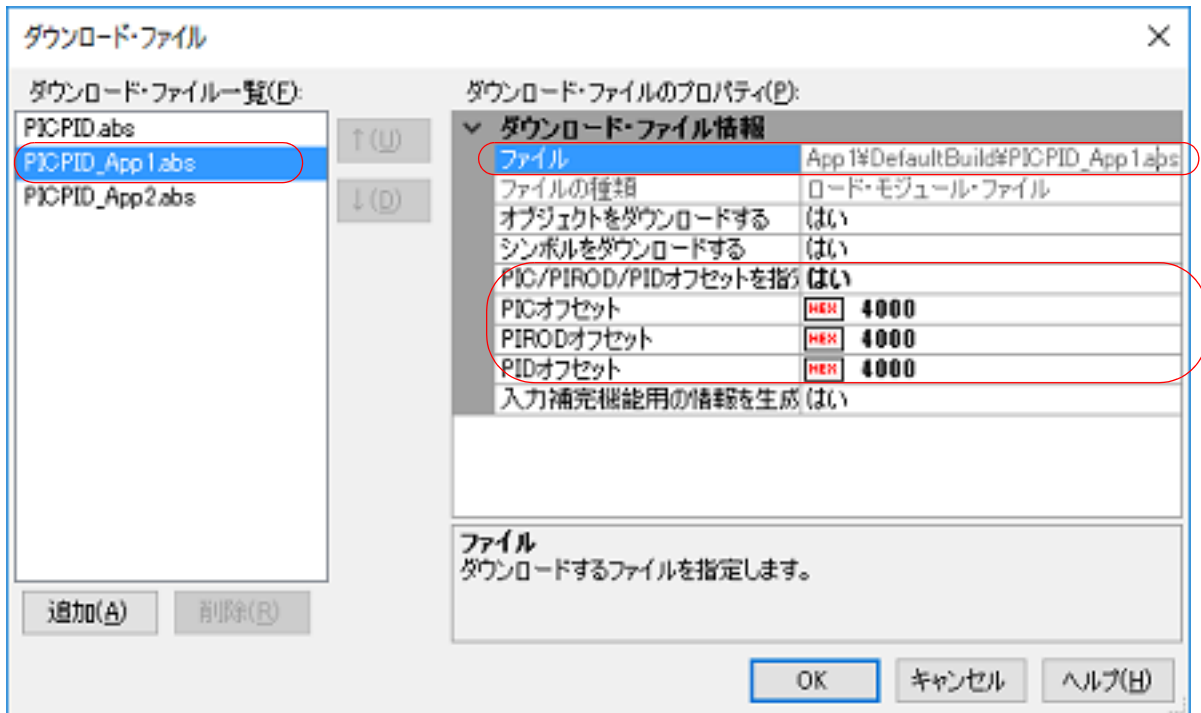 ダウンロード・ファイル
ダウンロード・ファイル一覧(F):
PICPID.abs
PICPID_App1.abs
PICPID_App2.abs
↑(U)
↓(D)
追加(A)
削除(R)
ダウンロード・ファイルのプロパティ(P):
ダウンロード・ファイル情報
ファイル App1¥DefaultBuild¥PICPID_App1.abs
ファイルの種類 ロード・モジュール・ファイル
オブジェクトをダウンロードする はい
シンボルをダウンロードする はい
PIC/PIROD/PIDオフセットを指定 はい
PICオフセット HEX 4000
PIRODオフセット HEX 4000
PIDオフセット HEX 4000
入力補完機能用の情報を生成 はい
ファイル
ダウンロードするファイルを指定します。
OK
キャンセル
ヘルプ(H)